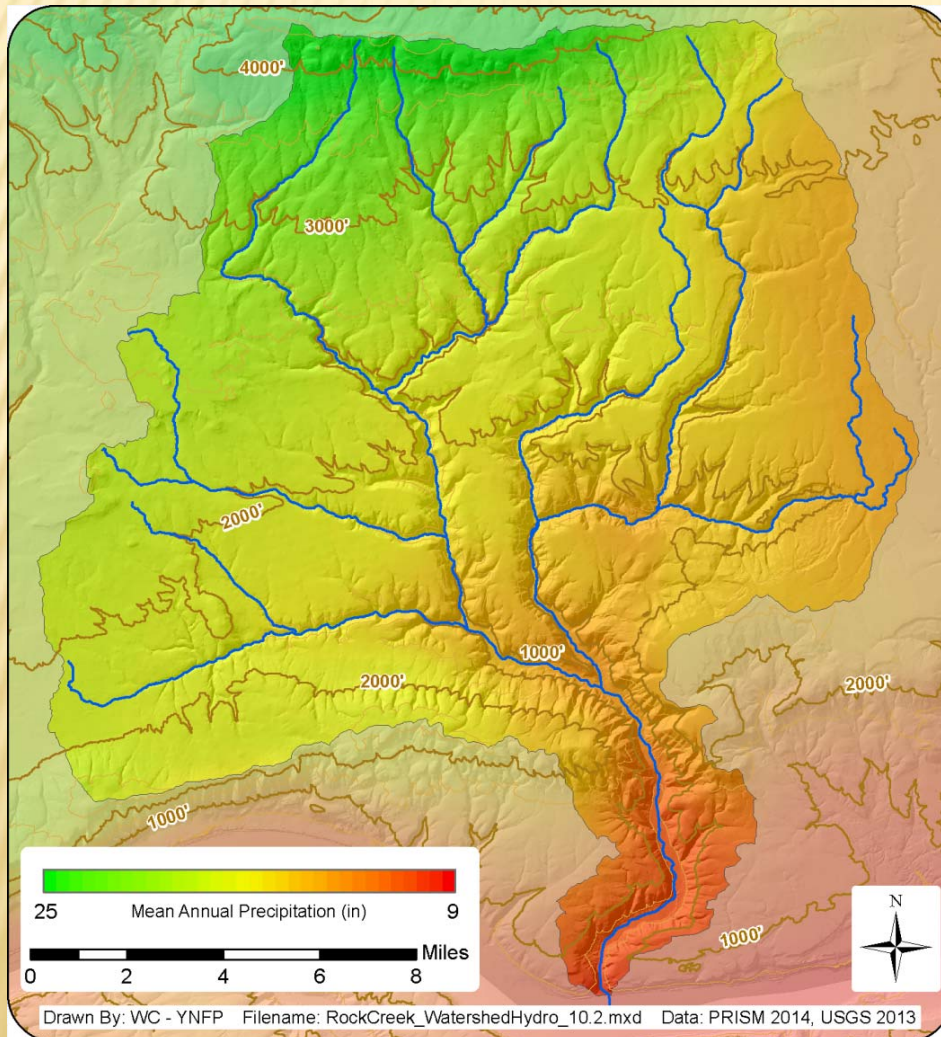 4000'
3000'
2000'
1000'
2000'
2000'
1000'
1000'
N
25 Mean Annual Precipitation (in) 9
Miles
0 2 4 6 8
Drawn By: WC - YNFP Filename: RockCreek_WatershedHydro_10.2.mxd Data: PRISM 2014, USGS 2013